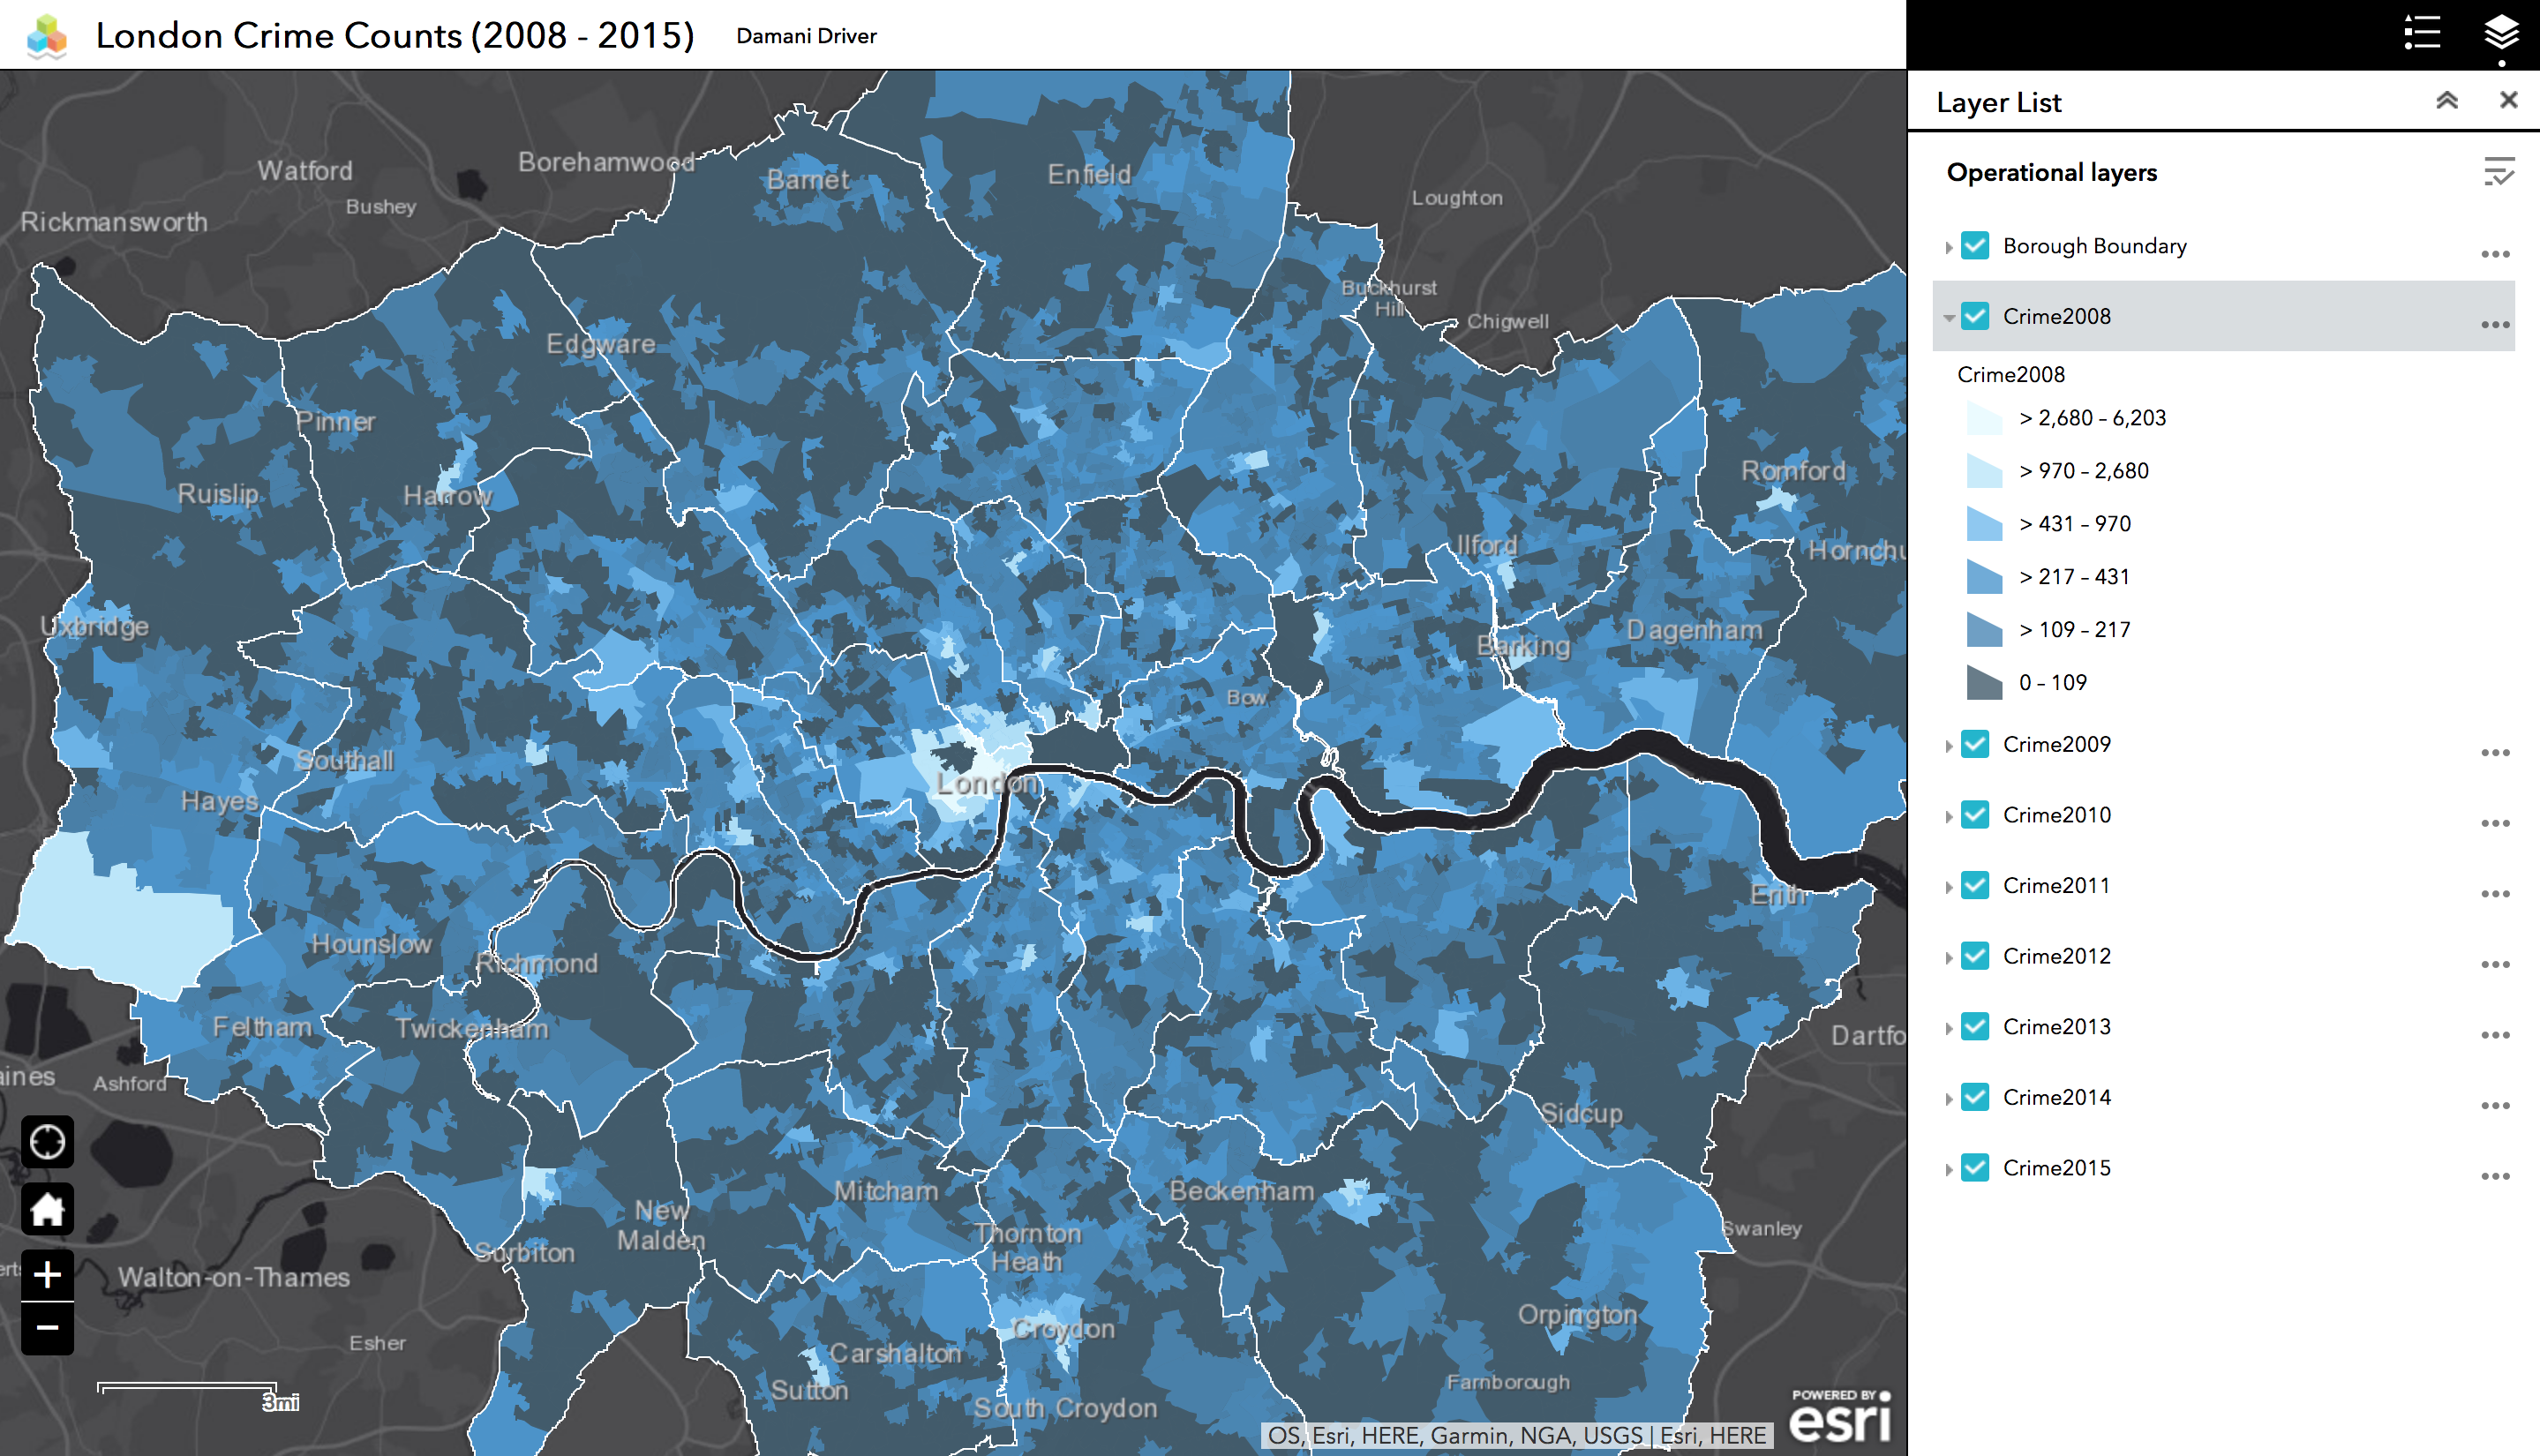 London Crime Counts (2008 - 2015) Damani Driver
Layer List
Operational layers
Borough Boundary
Crime2008
Crime2008
> 2,680 – 6,203
> 970 – 2,680
> 431 – 970
> 217 – 431
> 109 – 217
0 – 109
Crime2009
Crime2010
Crime2011
Crime2012
Crime2013
Crime2014
Crime2015
Watford
Borehamwood
Barnet
Enfield
Bushey
Loughton
Rickmansworth
Buckhurst
Hill
Chigwell
Edgware
Pinner
Ruislip
Harrow
Romford
Ilford
Hornchu
Uxbridge
Barking
Dagenham
Bow
Southall
London
Hayes
Erith
Hounslow
Richmond
Feltham
Twickenham
Dartfo
aines
Ashford
Sidcup
Mitcham
Beckenham
New
Malden
Thornton
Heath
Swanley
Surbiton
Walton-on-Thames
Esher
Croydon
Orpington
Carshalton
Sutton
South Croydon
Farnborough
3mi
POWERED BY
esri
OS, Esri, HERE, Garmin, NGA, USGS | Esri, HERE